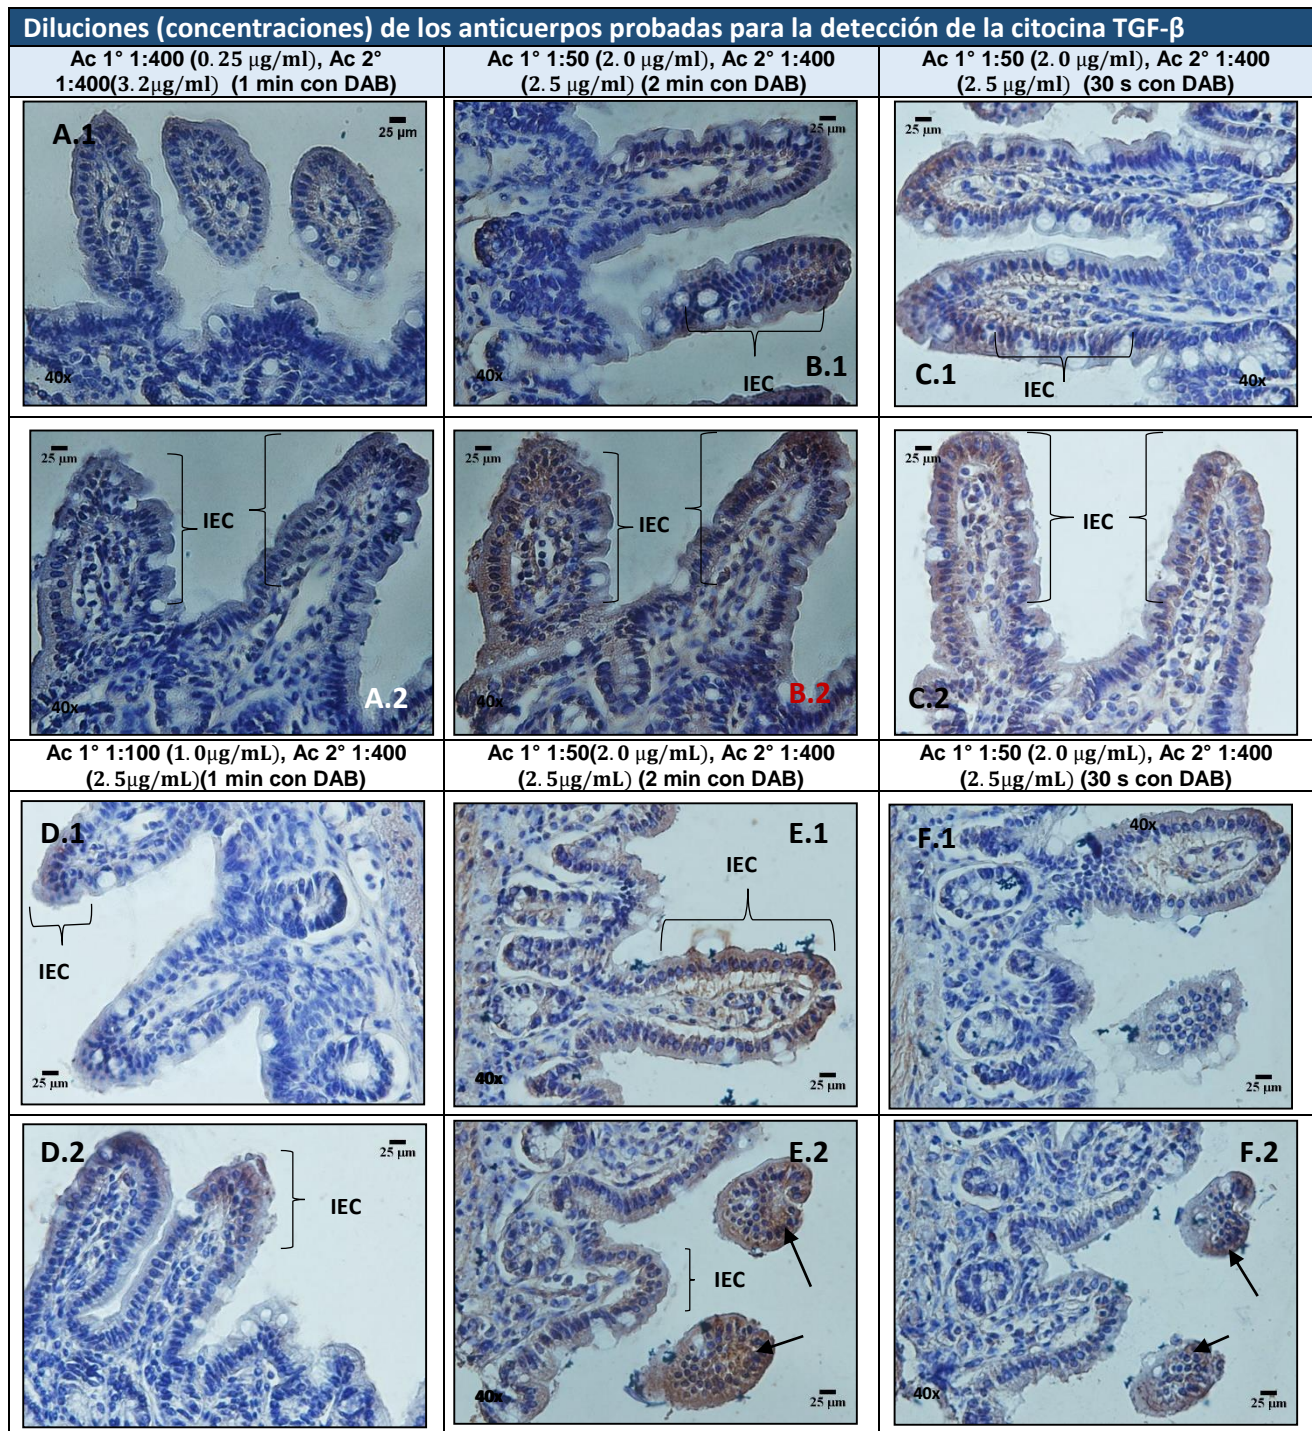 Diluciones (concentraciones) de los anticuerpos probadas para la detección de la citocina TGF-β
Ac 1° 1:400 (0.25 μg/ml), Ac 2°
1:400(3.2μg/ml) (1 min con DAB)
Ac 1° 1:50 (2.0 μg/ml), Ac 2° 1:400
(2.5 μg/ml) (2 min con DAB)
Ac 1° 1:50 (2.0 μg/ml), Ac 2° 1:400
(2.5 μg/ml) (30 s con DAB)
A.1
25 μm
40x
25 μm
B.1
IEC
40x
25 μm
C.1
IEC
40x
25 μm
IEC
40x
A.2
25 μm
IEC
40x
B.2
25 μm
IEC
C.2
Ac 1° 1:100 (1.0μg/mL), Ac 2° 1:400
(2.5μg/mL)(1 min con DAB)
Ac 1° 1:50(2.0 μg/mL), Ac 2° 1:400
(2.5μg/mL) (2 min con DAB)
Ac 1° 1:50 (2.0 μg/mL), Ac 2° 1:400
(2.5μg/mL) (30 s con DAB)
D.1
IEC
25 μm
E.1
IEC
40x
25 μm
F.1
40x
25 μm
D.2
25 μm
IEC
E.2
IEC
40x
25 μm
F.2
40x
25 μm